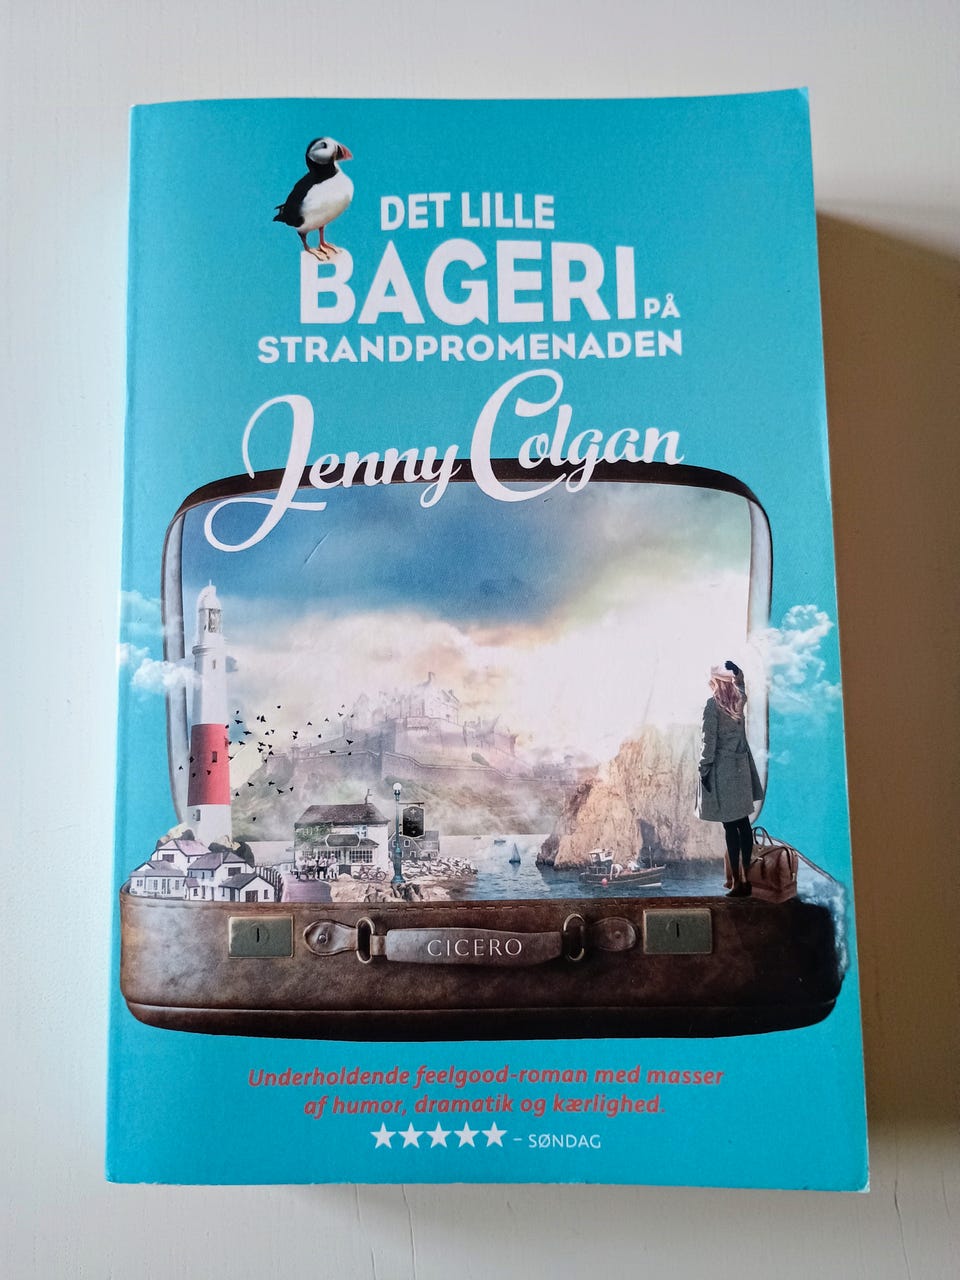 DET LILLE
BAGERI PÅ
STRANDPROMENADEN
Jenny Colgan
CICERO
Underholdende feelgood-roman med masser
af humor, dramatik og kærlighed.
★★★★★ – SØNDAG